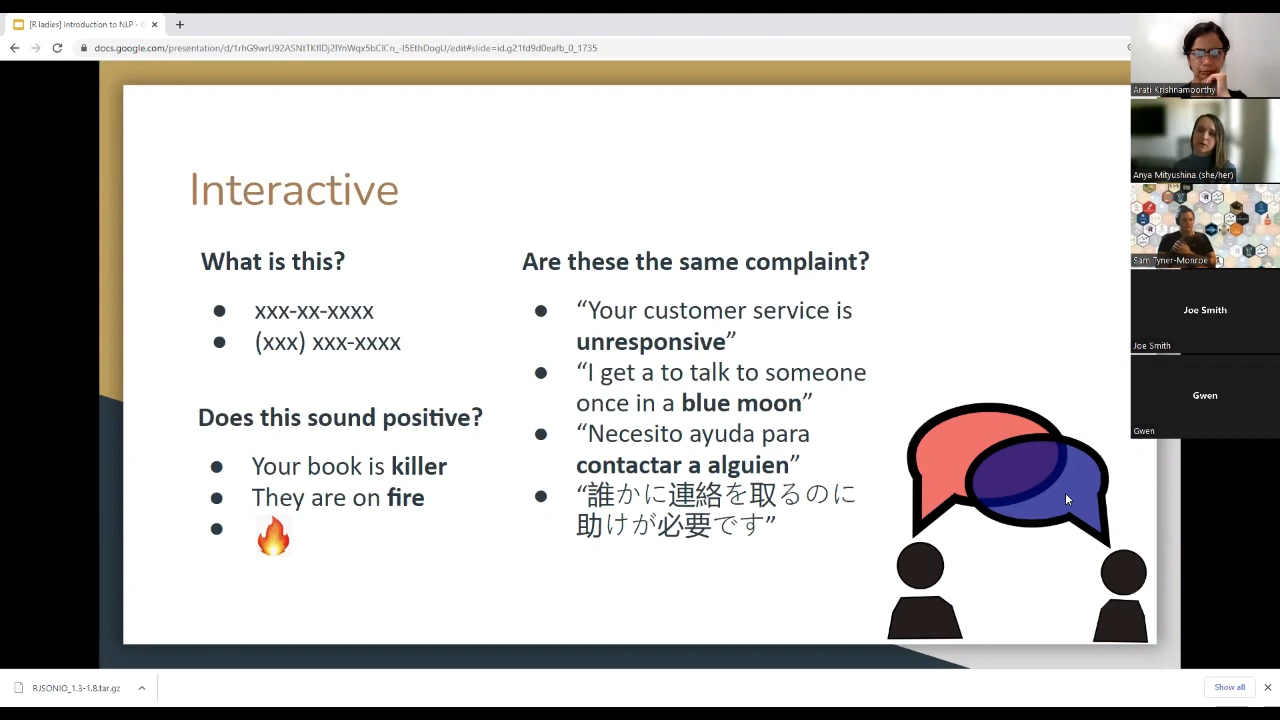 [R ladies] Introduction to NLP - G
docs.google.com/presentation/d/1rhG9wrU92ASNtTKflDj2lYnWqx5bClCn_-I5EthDogU/edit#slide=id.g21fd9d0eafb_0_1735
Interactive
What is this?
xxx-xx-xxxx
(xxx) xxx-xxxx
Does this sound positive?
Your book is killer
They are on fire
Are these the same complaint?
“Your customer service is
unresponsive”
“I get a to talk to someone
once in a blue moon”
“Necesito ayuda para
contactar a alguien”
“誰かに連絡を取るのに
助けが必要です”
Arati Krishnamoorthy
Anya Mityushina (she/her)
Sam Tyner-Monroe
Joe Smith
Joe Smith
Gwen
Gwen
RJSONIO_1.3-1.8.tar.gz
Show all